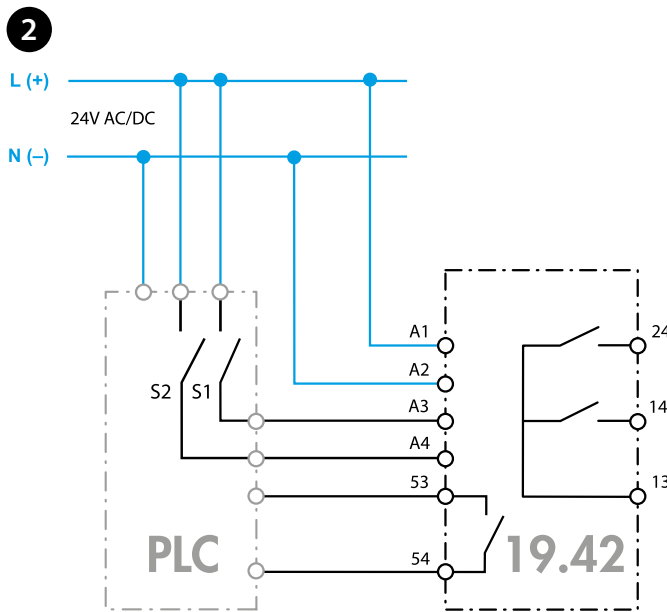 2
L (+)
24V AC/DC
N (–)
A1
24
A2
S2 S1
A3
14
A4
53
13
PLC
54
19.42